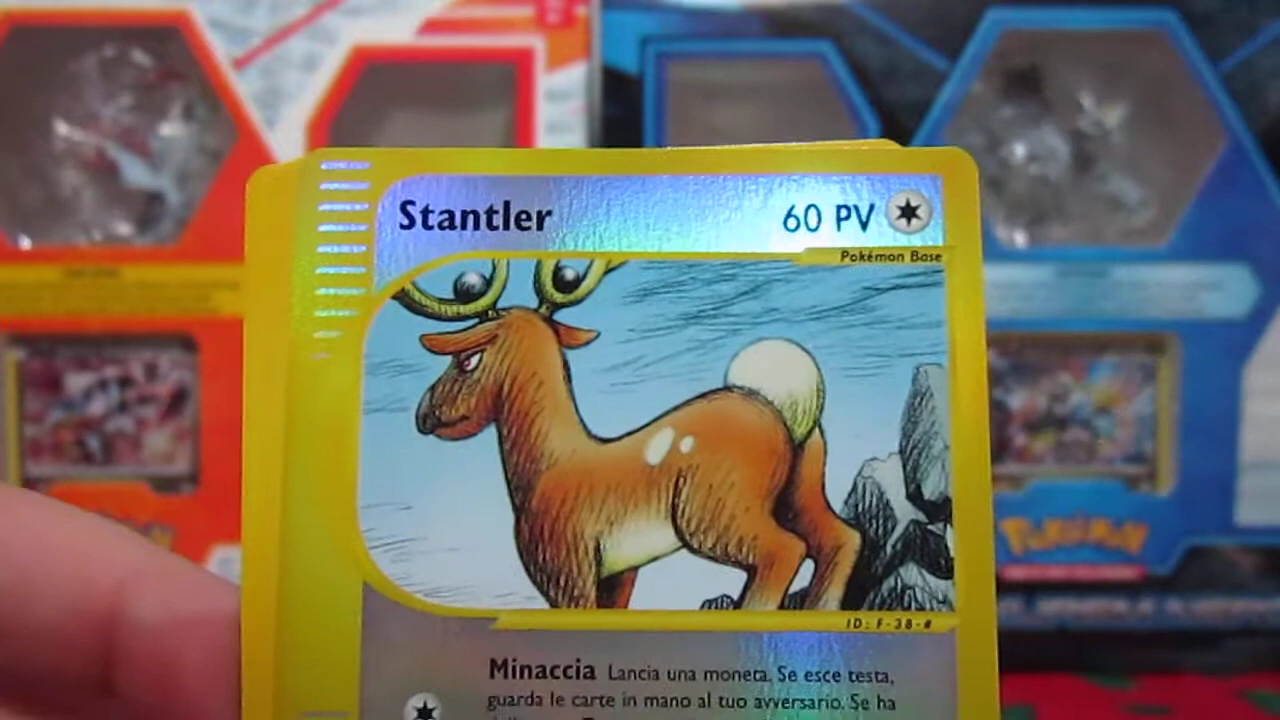 Stantler
60 PV
Pokémon Base
ID: F-38-#
Minaccia Lancia una moneta. Se esce testa,
guarda le carte in mano al tuo avversario. Se ha
POKéMON